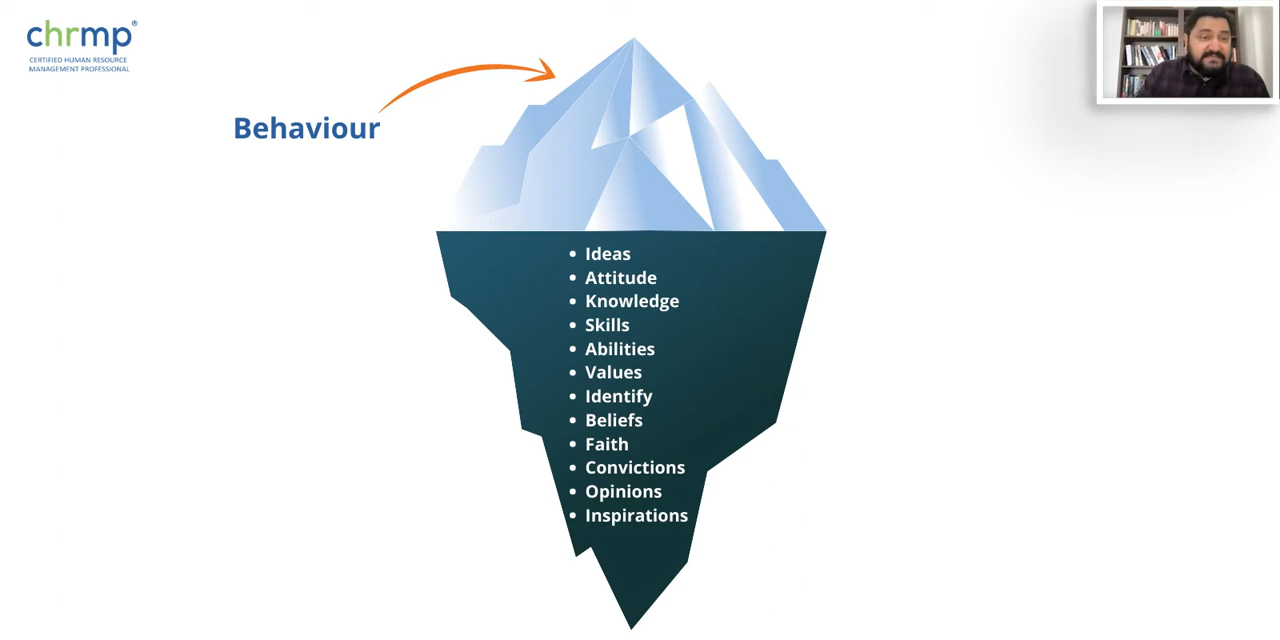 chrmp®
CERTIFIED HUMAN RESOURCE
MANAGEMENT PROFESSIONAL
Behaviour
• Ideas
• Attitude
• Knowledge
• Skills
• Abilities
• Values
• Identify
• Beliefs
• Faith
• Convictions
• Opinions
• Inspirations